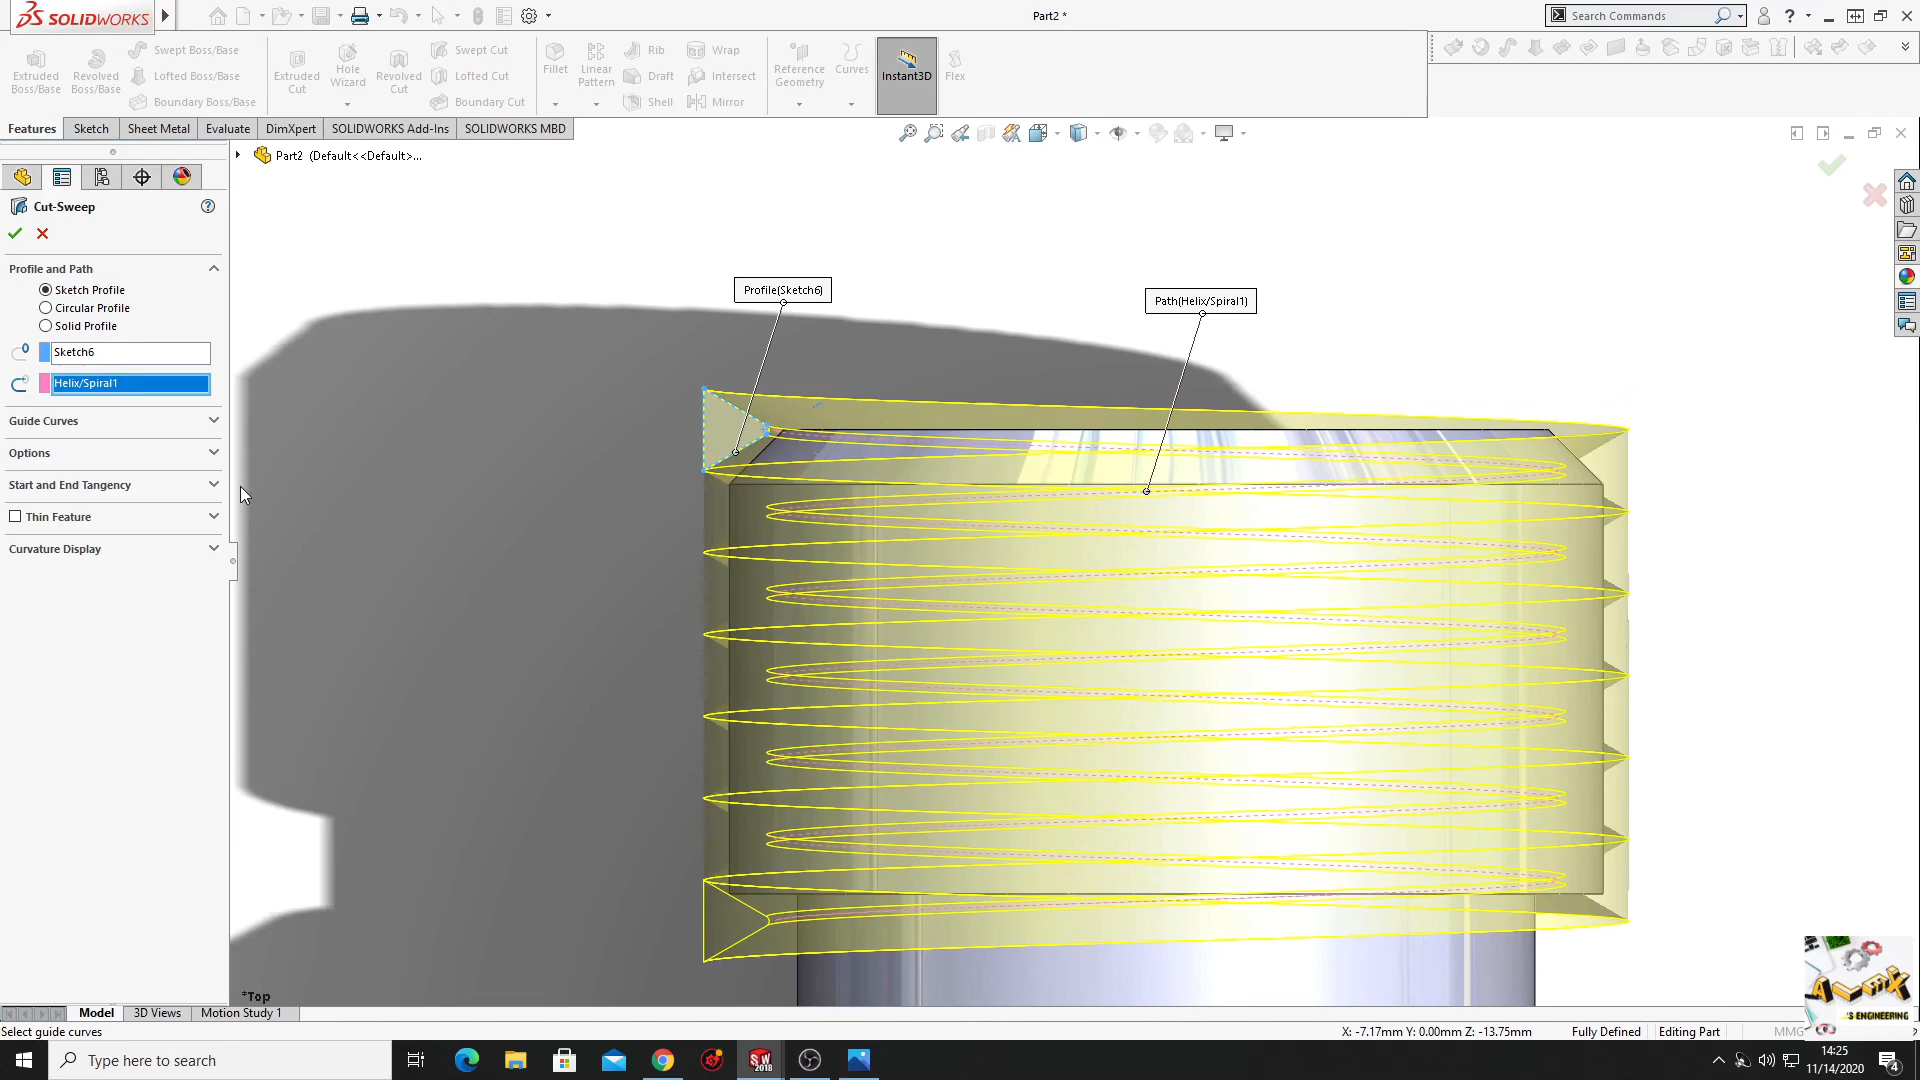 SOLIDWORKS
Part2 *
Search Commands
Extruded Boss/Base
Revolved Boss/Base
Swept Boss/Base
Lofted Boss/Base
Boundary Boss/Base
Extruded Cut
Hole Wizard
Revolved Cut
Swept Cut
Lofted Cut
Boundary Cut
Fillet
Linear Pattern
Rib
Draft
Shell
Wrap
Intersect
Mirror
Reference Geometry
Curves
Instant3D
Flex
Features
Sketch
Sheet Metal
Evaluate
DimXpert
SOLIDWORKS Add-Ins
SOLIDWORKS MBD
Part2 (Default<<Default>...
Cut-Sweep
Profile and Path
Sketch Profile
Circular Profile
Solid Profile
Sketch6
Helix/Spiral1
Guide Curves
Options
Start and End Tangency
Thin Feature
Curvature Display
Profile(Sketch6)
Path(Helix/Spiral1)
*Top
ALEX
'S ENGINEERING
Model
3D Views
Motion Study 1
Select guide curves
X: -7.17mm Y: 0.00mm Z: -13.75mm
Fully Defined
Editing Part
MMG
Type here to search
SW
2018
14:25
11/14/2020
4